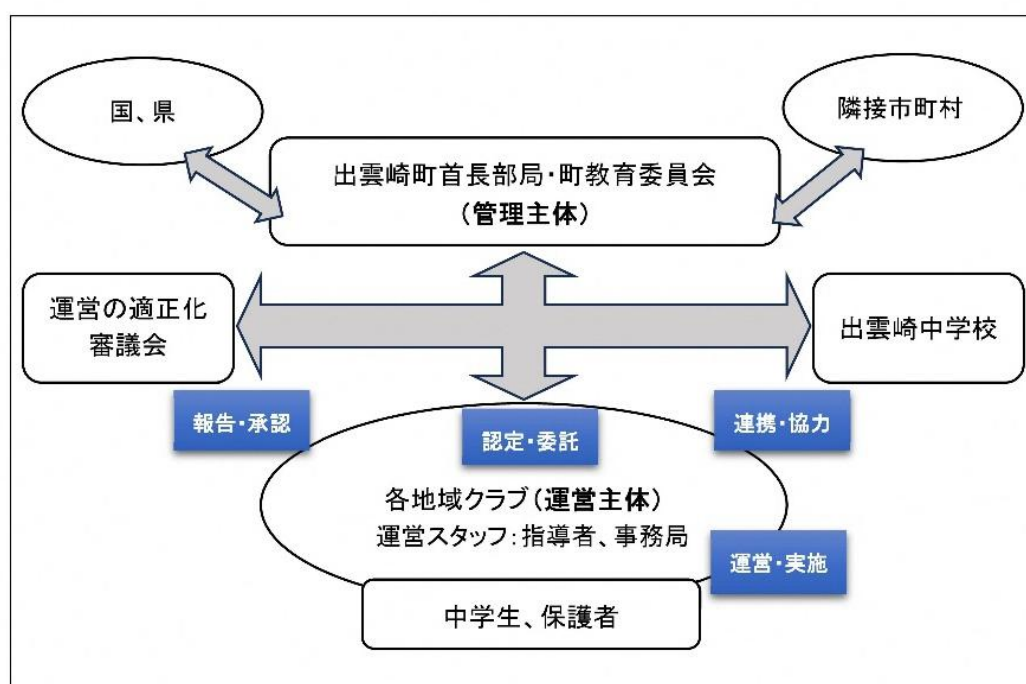 国、県
隣接市町村
出雲崎町首長部局・町教育委員会
（管理主体）
運営の適正化
審議会
出雲崎中学校
報告・承認
認定・委託
連携・協力
各地域クラブ（運営主体）
運営スタッフ：指導者、事務局
運営・実施
中学生、保護者